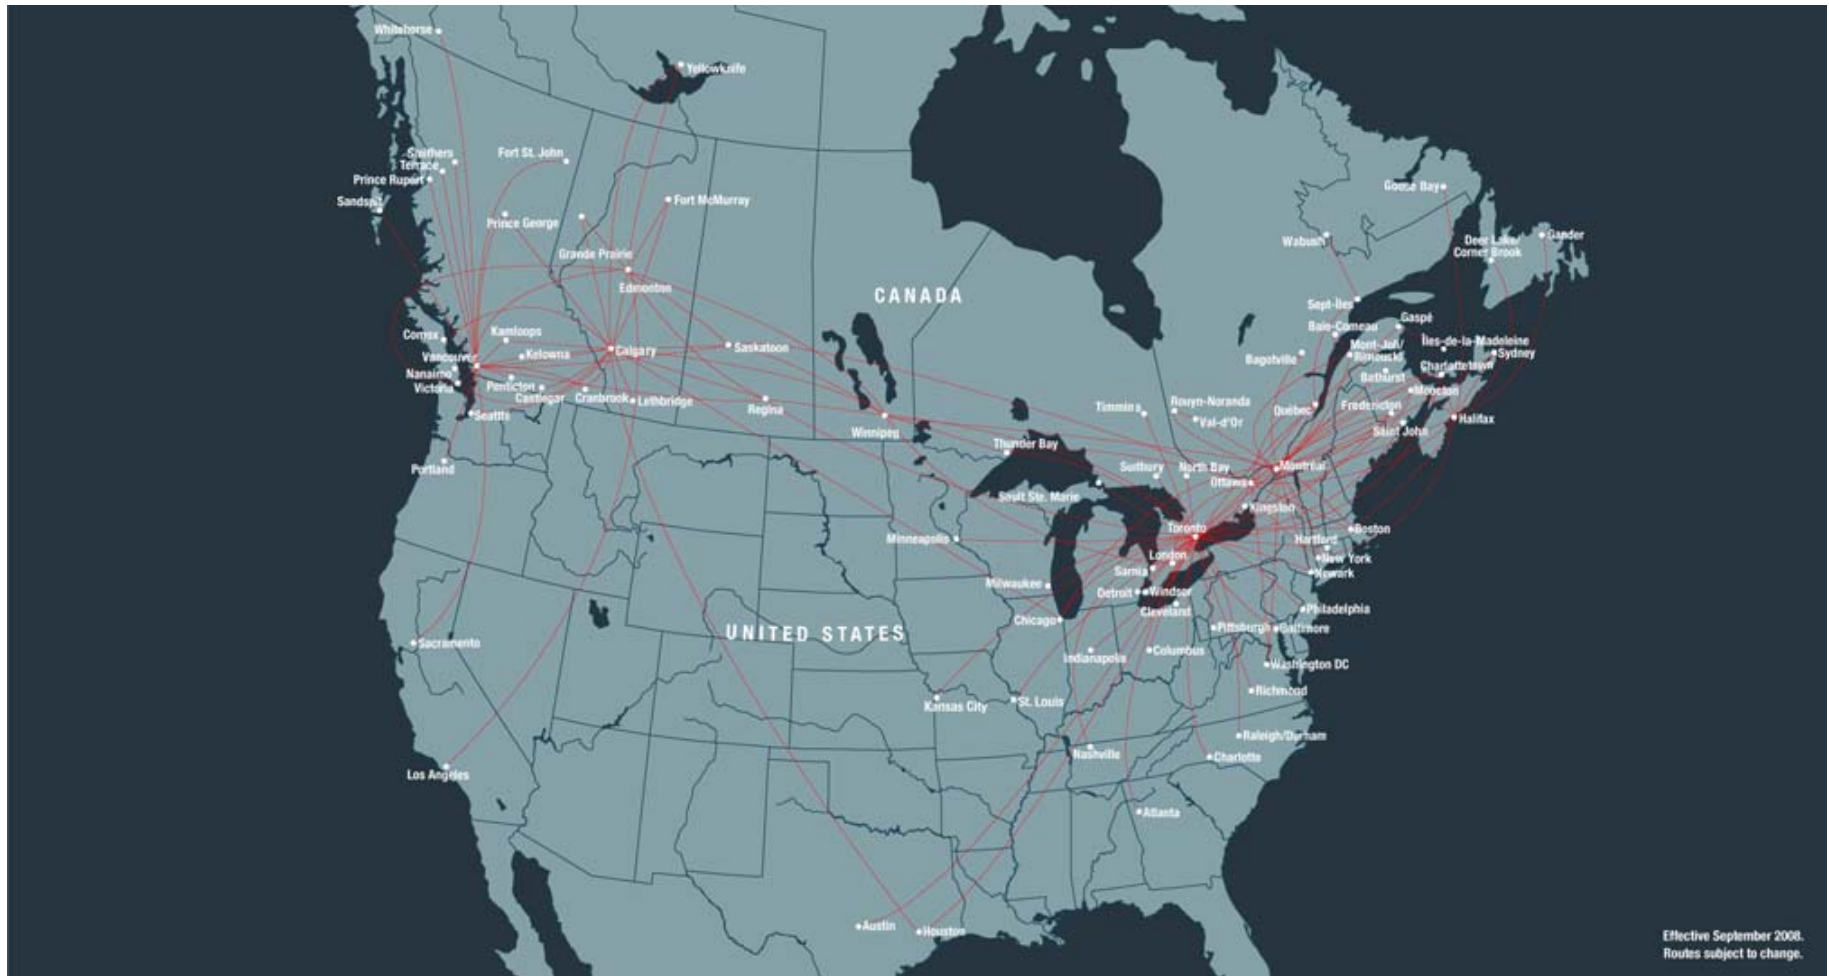 Whitehorse
Yellowknife
Smithers
Terrace
Prince Rupert
Sandspit
Fort St. John
Prince George
Fort McMurray
Grande Prairie
Edmonton
CANADA
Goose Bay
Wabush
Deer Lake/
Corner Brook
Gander
Sept-Îles
Gaspé
Baie-Comeau
Îles-de-la-Madeleine
Mont-Joli/
Rimouski
Sydney
Bagotville
Charlottetown
Bathurst
Moncton
Comox
Kamloops
Vancouver
Kelowna
Calgary
Saskatoon
Nanaimo
Victoria
Penticton
Castlegar
Cranbrook
Lethbridge
Regina
Seattle
Winnipeg
Timmins
Rouyn-Noranda
Val-d'Or
Québec
Fredericton
Halifax
Saint John
Portland
Thunder Bay
Sudbury
North Bay
Montréal
Ottawa
Sault Ste. Marie
Kingston
Toronto
Boston
Minneapolis
Hartford
London
New York
Sarnia
Newark
Milwaukee
Detroit
Windsor
Cleveland
Philadelphia
Chicago
Pittsburgh
Baltimore
UNITED STATES
Sacramento
Indianapolis
Columbus
Washington DC
Richmond
Kansas City
St. Louis
Raleigh/Durham
Nashville
Charlotte
Los Angeles
Atlanta
Austin
Houston
Effective September 2008.
Routes subject to change.